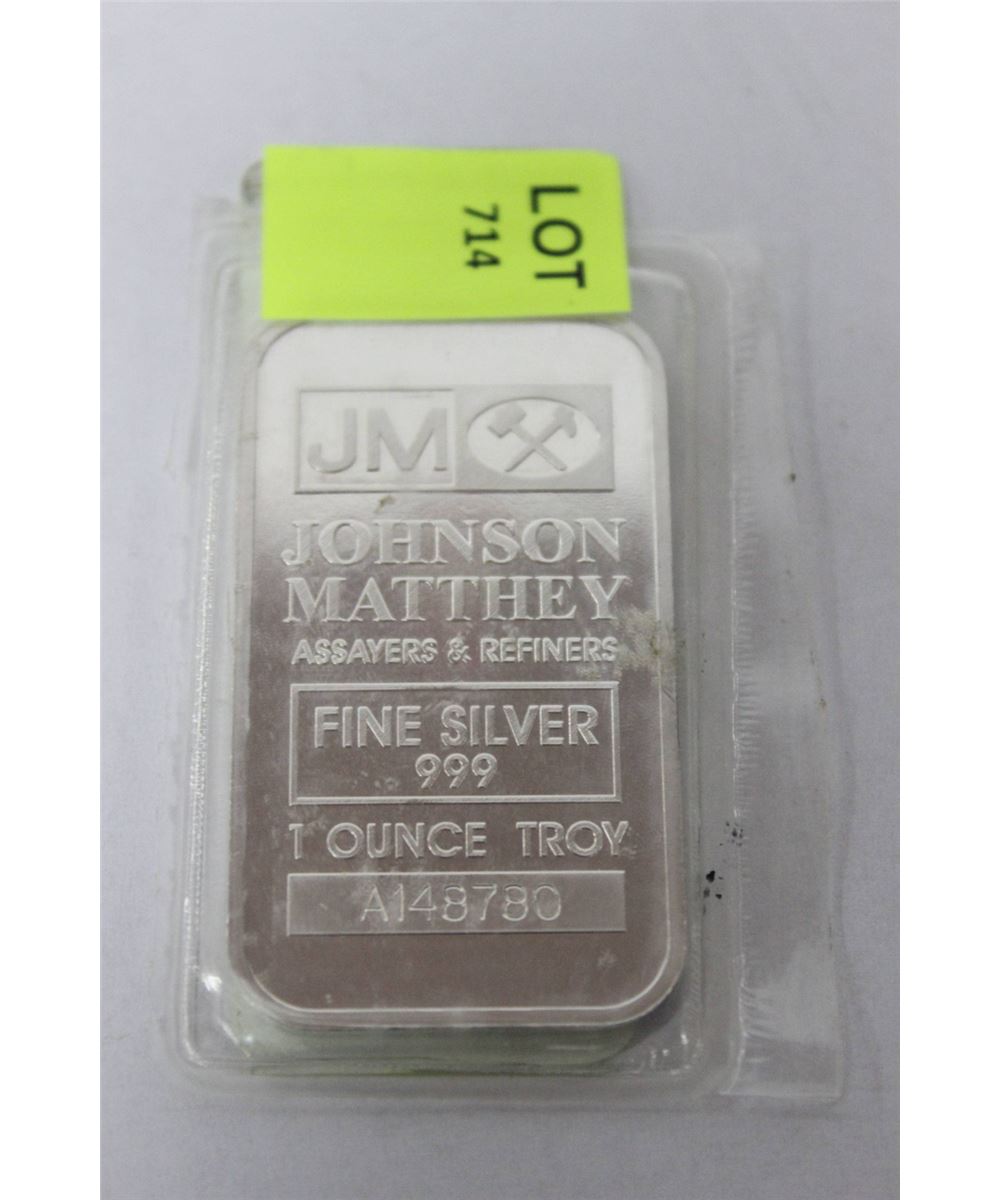 LOT
714
JM
JOHNSON
MATTHEY
ASSAYERS & REFINERS
FINE SILVER
999
1 OUNCE TROY
A148780